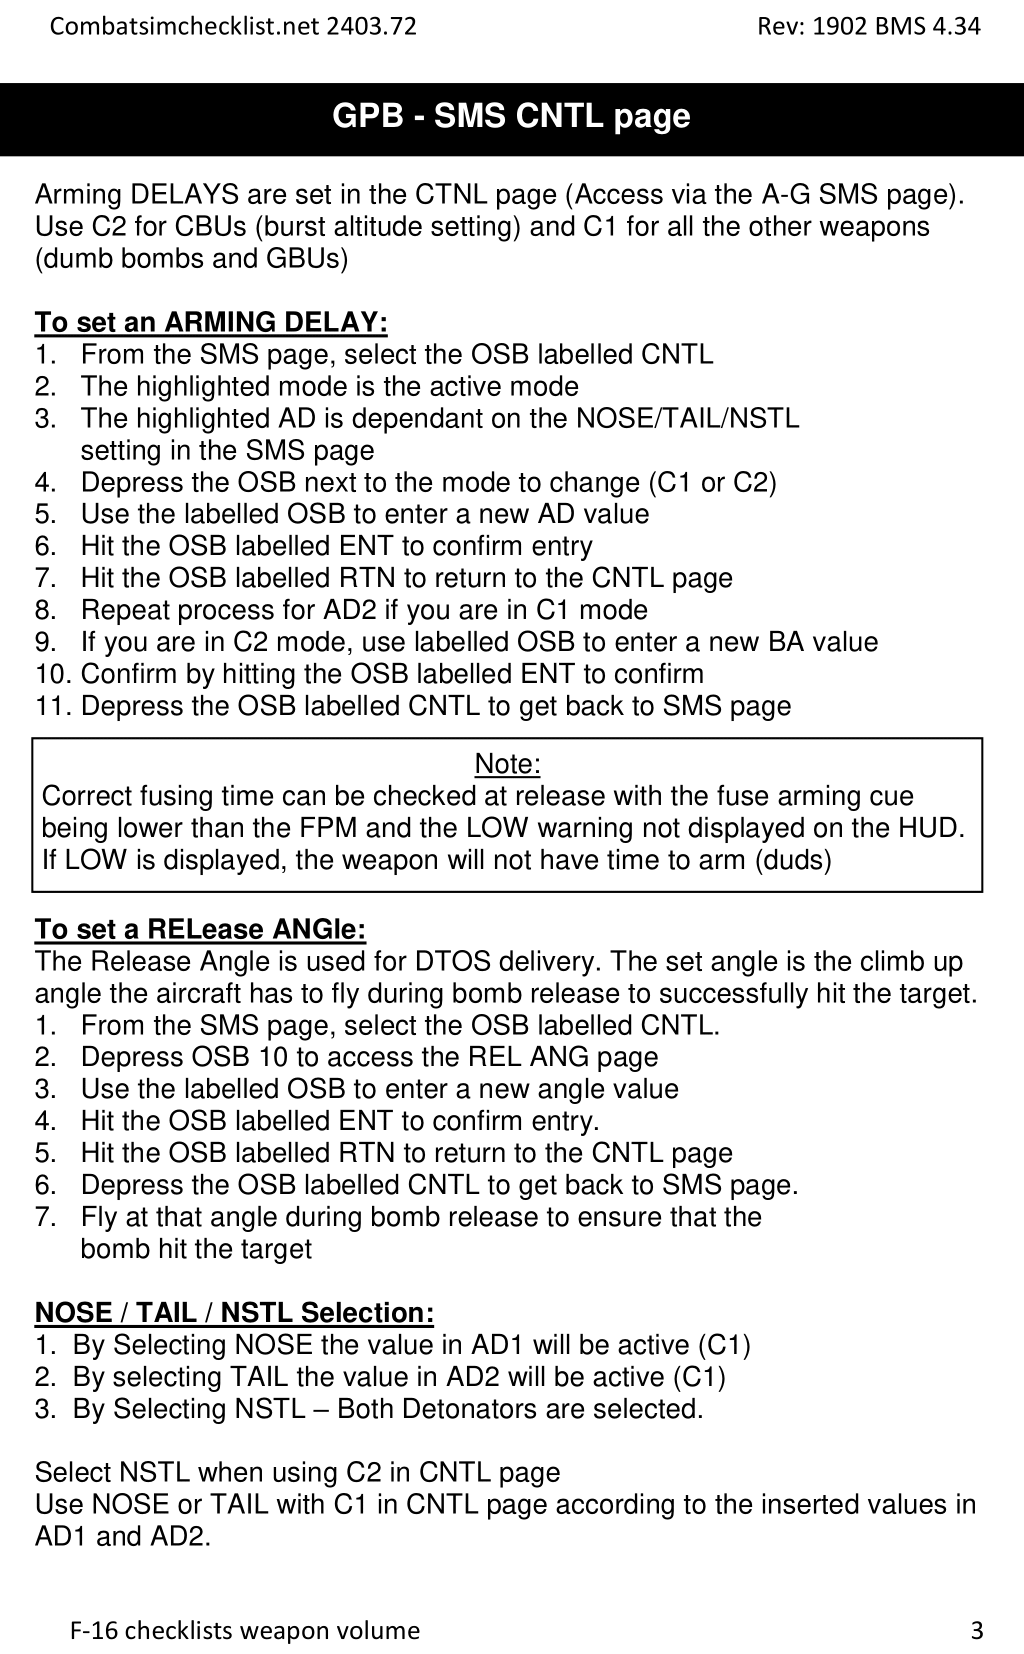 Combatsimchecklist.net 2403.72 Rev: 1902 BMS 4.34
GPB - SMS CNTL page
Arming DELAYS are set in the CTNL page (Access via the A-G SMS page).
Use C2 for CBUs (burst altitude setting) and C1 for all the other weapons
(dumb bombs and GBUs)
To set an ARMING DELAY:
1. From the SMS page, select the OSB labelled CNTL
2. The highlighted mode is the active mode
3. The highlighted AD is dependant on the NOSE/TAIL/NSTL
setting in the SMS page
4. Depress the OSB next to the mode to change (C1 or C2)
5. Use the labelled OSB to enter a new AD value
6. Hit the OSB labelled ENT to confirm entry
7. Hit the OSB labelled RTN to return to the CNTL page
8. Repeat process for AD2 if you are in C1 mode
9. If you are in C2 mode, use labelled OSB to enter a new BA value
10. Confirm by hitting the OSB labelled ENT to confirm
11. Depress the OSB labelled CNTL to get back to SMS page
Note:
Correct fusing time can be checked at release with the fuse arming cue
being lower than the FPM and the LOW warning not displayed on the HUD.
If LOW is displayed, the weapon will not have time to arm (duds)
To set a RELease ANGle:
The Release Angle is used for DTOS delivery. The set angle is the climb up
angle the aircraft has to fly during bomb release to successfully hit the target.
1. From the SMS page, select the OSB labelled CNTL.
2. Depress OSB 10 to access the REL ANG page
3. Use the labelled OSB to enter a new angle value
4. Hit the OSB labelled ENT to confirm entry.
5. Hit the OSB labelled RTN to return to the CNTL page
6. Depress the OSB labelled CNTL to get back to SMS page.
7. Fly at that angle during bomb release to ensure that the
bomb hit the target
NOSE / TAIL / NSTL Selection:
1. By Selecting NOSE the value in AD1 will be active (C1)
2. By selecting TAIL the value in AD2 will be active (C1)
3. By Selecting NSTL – Both Detonators are selected.
Select NSTL when using C2 in CNTL page
Use NOSE or TAIL with C1 in CNTL page according to the inserted values in
AD1 and AD2.
F-16 checklists weapon volume 3